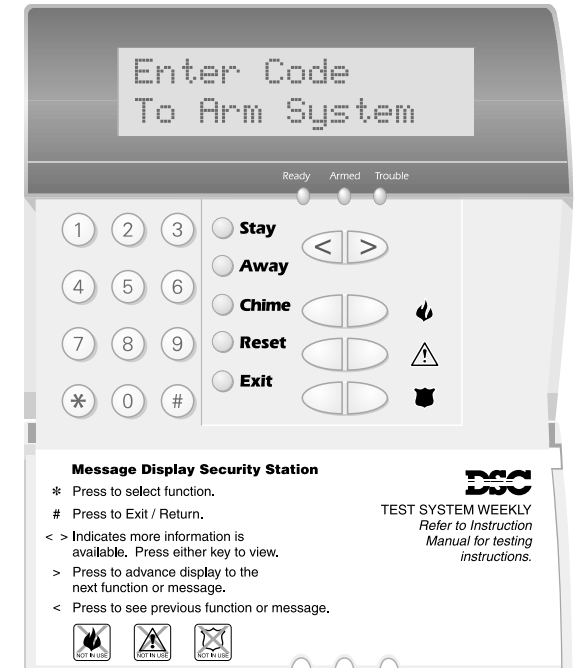 Enter Code
To Arm System
Ready Armed Trouble
1 2 3
4 5 6
7 8 9
* 0 #
Stay
Away
Chime
Reset
Exit
< >
Message Display Security Station
* Press to select function.
# Press to Exit / Return.
< > Indicates more information is
available. Press either key to view.
> Press to advance display to the
next function or message.
< Press to see previous function or message.
NOT IN USE NOT IN USE NOT IN USE
DSC
TEST SYSTEM WEEKLY
Refer to Instruction
Manual for testing
instructions.